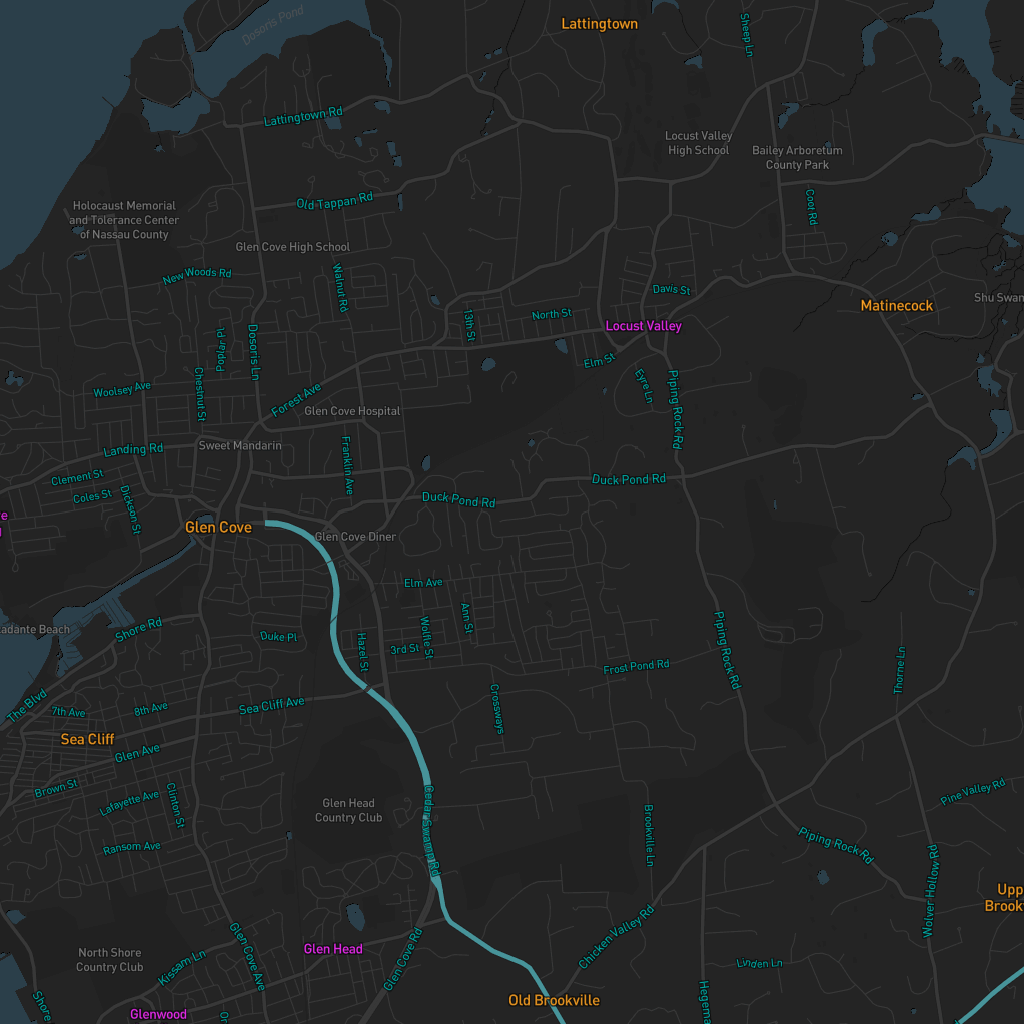 Dosoris Pond
Lattingtown
Sheep Ln
Lattingtown Rd
Locust Valley
High School
Bailey Arboretum
County Park
Old Tappan Rd
Coot Rd
Holocaust Memorial
and Tolerance Center
of Nassau County
Glen Cove High School
New Woods Rd
Walnut Rd
Davis St
Shu Swan
Matinecock
13th St
North St
Locust Valley
Poplar Pl
Dosoris Ln
Elm St
Eyre Ln
Woolsey Ave
Chestnut St
Forest Ave
Piping Rock Rd
Glen Cove Hospital
Landing Rd
Sweet Mandarin
Franklin Ave
Clement St
Coles St
Dickson St
Duck Pond Rd
Duck Pond Rd
Glen Cove
Glen Cove Diner
Elm Ave
Ann St
Wolfle St
Shore Rd
Duke Pl
Hazel St
3rd St
Frost Pond Rd
Piping Rock Rd
Thorne Ln
The Blvd
7th Ave
8th Ave
Sea Cliff Ave
Crossways
Sea Cliff
Glen Ave
Brown St
Lafayette Ave
Clinton St
Glen Head
Country Club
Cedar Swamp Rd
Pine Valley Rd
Ransom Ave
Brookville Ln
Piping Rock Rd
Wolver Hollow Rd
Glen Cove Ave
Chicken Valley Rd
Glen Head
Glen Cove Rd
North Shore
Country Club
Kissam Ln
Linden Ln
Old Brookville
Glenwood
Shore
Hegema